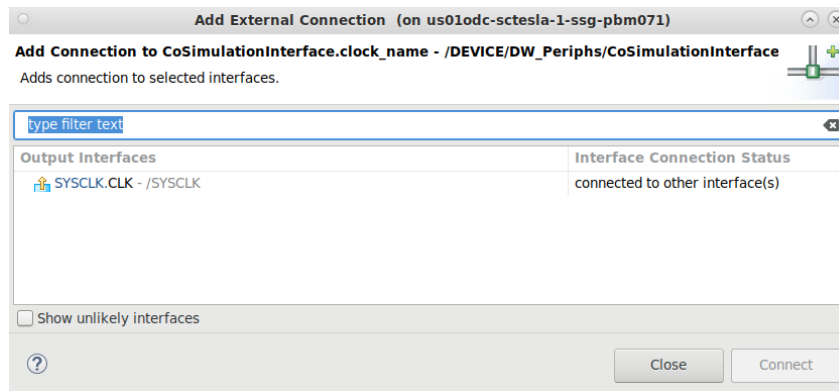 Add External Connection (on us01odc-sctesla-1-ssg-pbm071)
Add Connection to CoSimulationInterface.clock_name - /DEVICE/DW_Periphs/CoSimulationInterface
Adds connection to selected interfaces.
type filter text
Output Interfaces Interface Connection Status
SYSCLK.CLK - /SYSCLK connected to other interface(s)
Show unlikely interfaces
? Close Connect